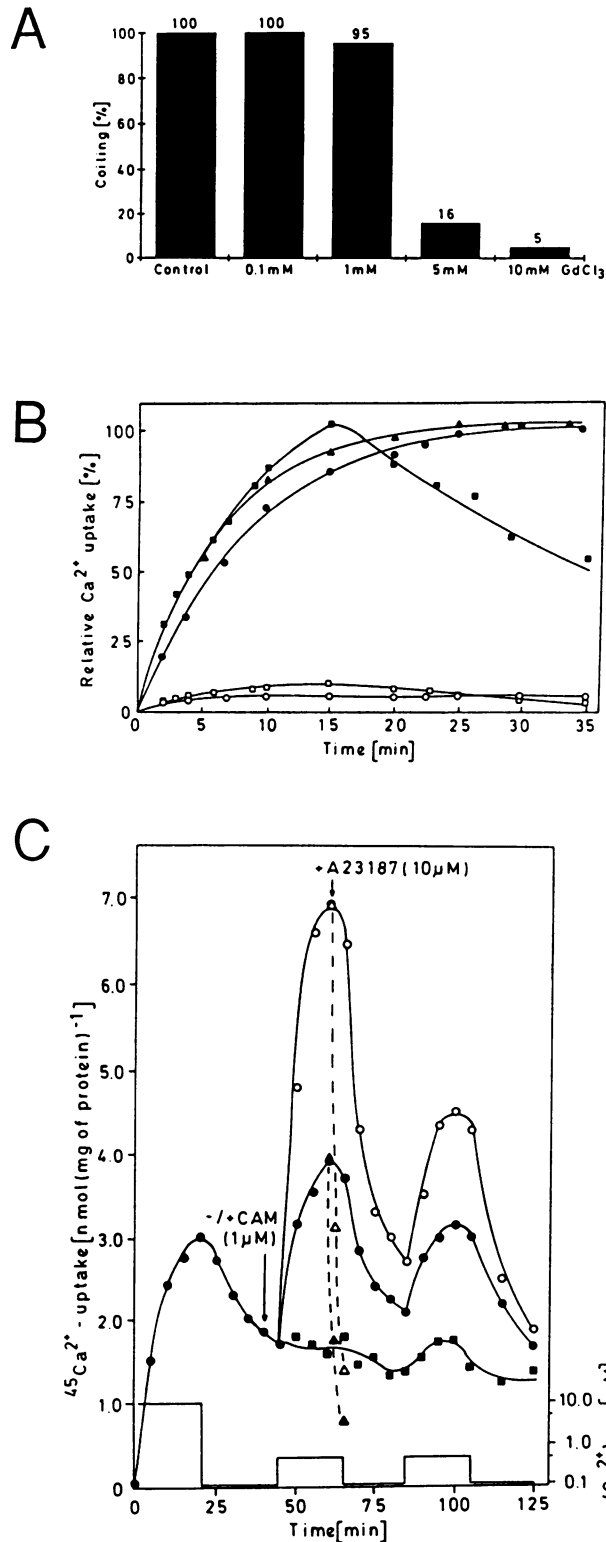 A
100 100 95 16 5
100
80
60
40
20
0
Coiling [%]
Control 0.1mM 1mM 5mM 10mM GdCl3
B
100
75
50
25
0
Relative Ca2+ uptake [%]
0 5 10 15 20 25 30 35
Time [min]
C
+A23187 (10µM)
7.0
6.0
5.0
4.0
3.0
2.0
1.0
0
45Ca2+ - uptake [nmol (mg of protein)-1]
-/+CAM
(1µM)
10.0
1.0
0.1
0 25 50 75 100 125
Time [min]